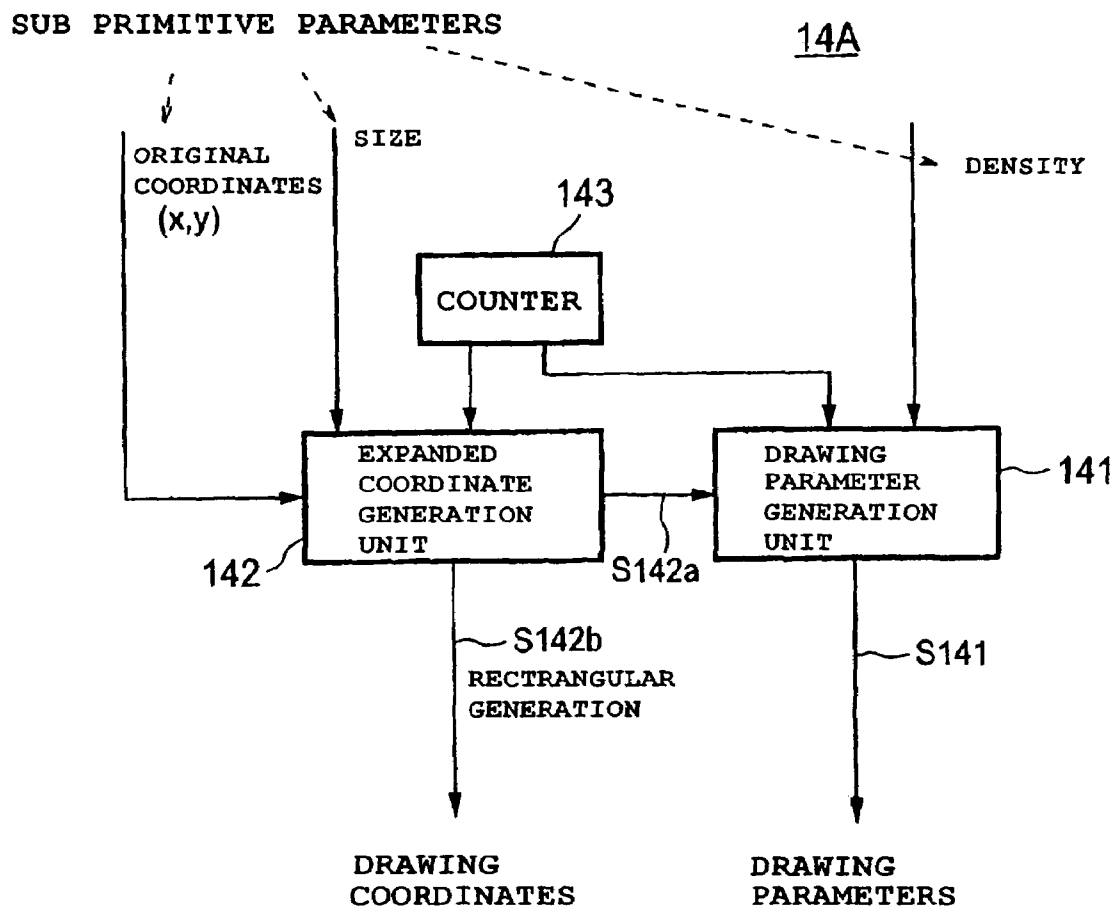 SUB PRIMITIVE PARAMETERS
14A
ORIGINAL
COORDINATES
(x,y)
SIZE
DENSITY
143
COUNTER
EXPANDED
COORDINATE
GENERATION
UNIT
142
S142a
DRAWING
PARAMETER
GENERATION
UNIT
141
S142b
RECTRANGULAR
GENERATION
S141
DRAWING
COORDINATES
DRAWING
PARAMETERS